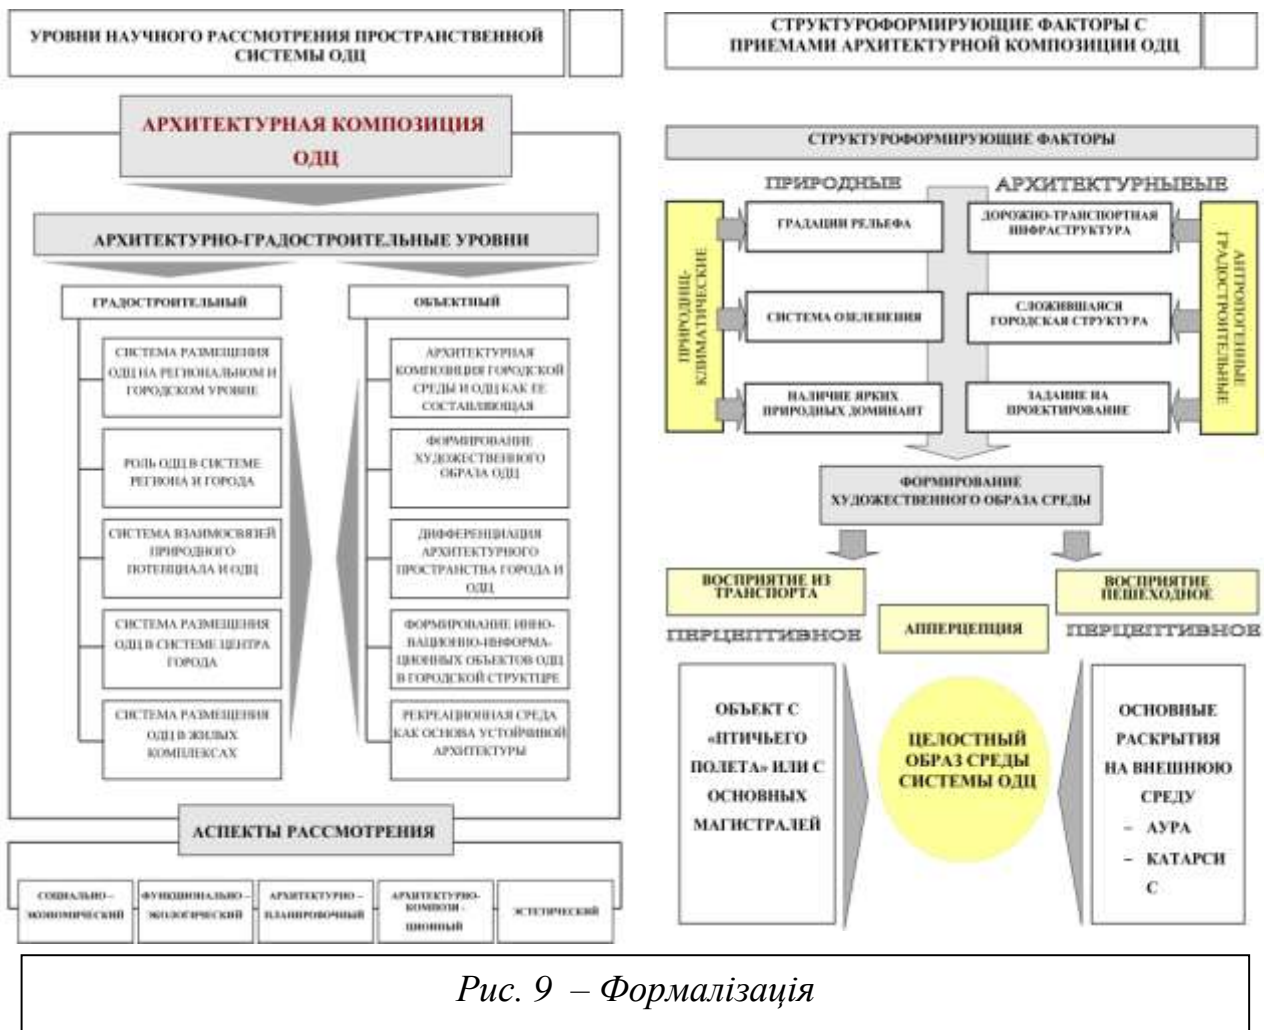 УРОВНИ НАУЧНОГО РАССМОТРЕНИЯ ПРОСТРАНСТВЕННОЙ
СИСТЕМЫ ОДЦ
АРХИТЕКТУРНАЯ КОМПОЗИЦИЯ
ОДЦ
АРХИТЕКТУРНО-ГРАДОСТРОИТЕЛЬНЫЕ УРОВНИ
ГРАДОСТРОИТЕЛЬНЫЙ
СИСТЕМА РАЗМЕЩЕНИЯ
ОДЦ НА РЕГИОНАЛЬНОМ И
ГОРОДСКОМ УРОВНЕ
РОЛЬ ОДЦ В СИСТЕМЕ
РЕГИОНА И ГОРОДА
СИСТЕМА ВЗАИМОСВЯЗЕЙ
ПРИРОДНОГО
ПОТЕНЦИАЛА И ОДЦ
СИСТЕМА РАЗМЕЩЕНИЯ
ОДЦ В СИСТЕМЕ ЦЕНТРА
ГОРОДА
СИСТЕМА РАЗМЕЩЕНИЯ
ОДЦ В ЖИЛЫХ
КОМПЛЕКСАХ
ОБЪЕКТНЫЙ
АРХИТЕКТУРНАЯ
КОМПОЗИЦИЯ ГОРОДСКОЙ
СРЕДЫ И ОДЦ КАК ЕЕ
СОСТАВЛЯЮЩАЯ
ФОРМИРОВАНИЕ
ХУДОЖЕСТВЕННОГО
ОБРАЗА ОДЦ
ДИФФЕРЕНЦИАЦИЯ
АРХИТЕКТУРНОГО
ПРОСТРАНСТВА ГОРОДА И
ОДЦ
ФОРМИРОВАНИЕ ИННО-
ВАЦИОННО-ИНФОРМА-
ЦИОННЫХ ОБЪЕКТОВ ОДЦ
В ГОРОДСКОЙ СТРУКТЦРЕ
РЕКРЕАЦИОННАЯ СРЕДА
КАК ОСНОВА УСТОЙЧИВОЙ
АРХИТЕКТУРЫ
АСПЕКТЫ РАССМОТРЕНИЯ
СОЦИАЛЬНО –
ЭКОНОМИЧЕСКИЙ
ФУНКЦИОНАЛЬНО –
ЭКОЛОГИЧЕСКИЙ
АРХИТЕКТУРНО –
ПЛАНИРОВОЧНЫЙ
АРХИТЕКТУРНО-
КОМПОЗИ -
ЦИОННЫЙ
ЭСТЕТИЧЕСКИЙ
СТРУКТУРОФОРМИРУЮЩИЕ ФАКТОРЫ С
ПРИЕМАМИ АРХИТЕКТУРНОЙ КОМПОЗИЦИИ ОДЦ
СТРУКТУРОФОРМИРУЮЩИЕ ФАКТОРЫ
ПРИРОДНЫЕ
АРХИТЕКТУРНЫЫЕ
ПРИРОДНЩ-
КЛИМАТИЧЕСКИЕ
ГРАДАЦИИ РЕЛЬЕФА
СИСТЕМА ОЗЕЛЕНЕНИЯ
НАЛИЧИЕ ЯРКИХ
ПРИРОДНЫХ ДОМИНАНТ
ДОРОЖНО-ТРАНСПОРТНАЯ
ИНФРАСТРУКТУРА
СЛОЖИВШАЯСЯ
ГОРОДСКАЯ СТРУКТУРА
ЗАДАНИЕ НА
ПРОЕКТИРОВАНИЕ
АНТРОПОГЕННЫЕ
ГРАДОСТРОИТЕЛЬНЫЕ
ФОРМИРОВАНИЕ
ХУДОЖЕСТВЕННОГО ОБРАЗА СРЕДЫ
ВОСПРИЯТИЕ ИЗ
ТРАНСПОРТА
ПЕРЦЕПТИВНОЕ
АППЕРЦЕПЦИЯ
ВОСПРИЯТИЕ
ПЕШЕХОДНОЕ
ПЕРЦЕПТИВНОЕ
ОБЪЕКТ С
«ПТИЧЬЕГО
ПОЛЕТА» ИЛИ С
ОСНОВНЫХ
МАГИСТРАЛЕЙ
ЦЕЛОСТНЫЙ
ОБРАЗ СРЕДЫ
СИСТЕМЫ ОДЦ
ОСНОВНЫЕ
РАСКРЫТИЯ
НА ВНЕШНЮЮ
СРЕДУ
– АУРА
– КАТАРСИ
С
Рис. 9 – Формалізація